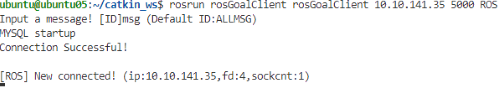 ubuntu@ubuntu05:~/catkin_ws$ rosrun rosGoalClient rosGoalClient 10.10.141.35 5000 ROS
Input a message! [ID]msg (Default ID:ALLMSG)
MYSQL startup
Connection Successful!
[ROS] New connected! (ip:10.10.141.35,fd:4,sockcnt:1)